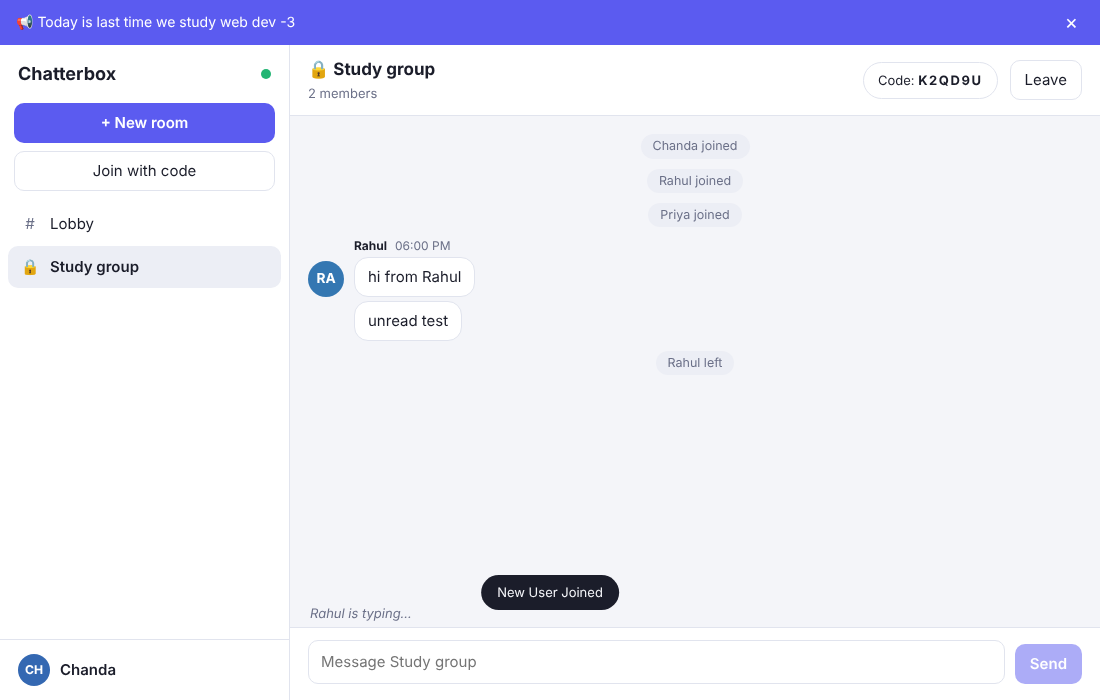 📢 Today is last time we study web dev -3 ✕
Chatterbox
+ New room
Join with code
# Lobby
🔒 Study group
CH Chanda
🔒 Study group
2 members
Code: K2QD9U
Leave
Chanda joined
Rahul joined
Priya joined
Rahul 06:00 PM
RA
hi from Rahul
unread test
Rahul left
New User Joined
Rahul is typing…
Message Study group
Send